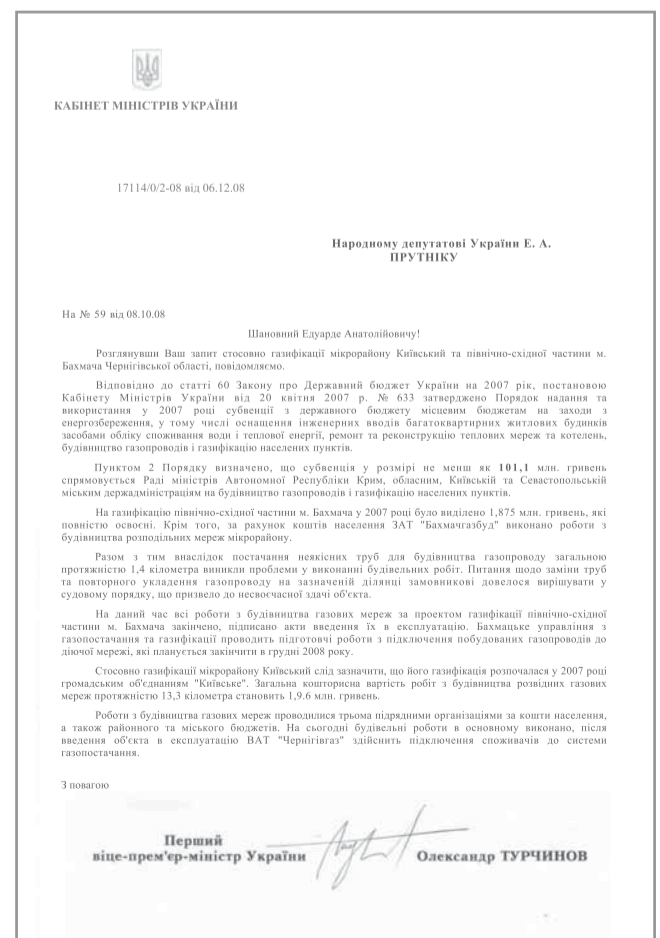 КАБІНЕТ МІНІСТРІВ УКРАЇНИ
17114/0/2-08 від 06.12.08
Народному депутатові України Е. А.
ПРУТНІКУ
На № 59 від 08.10.08
Шановний Едуарде Анатолійовичу!
Розглянувши Ваш запит стосовно газифікації мікрорайону Київський та північно-східної частини м.
Бахмача Чернігівської області, повідомляємо.
Відповідно до статті 60 Закону про Державний бюджет України на 2007 рік, постановою
Кабінету Міністрів України від 20 квітня 2007 р. № 633 затверджено Порядок надання та
використання у 2007 році субвенції з державного бюджету місцевим бюджетам на заходи з
енергозбереження, у тому числі оснащення інженерних вводів багатоквартирних житлових будинків
засобами обліку споживання води і теплової енергії, ремонт та реконструкцію теплових мереж та котелень,
будівництво газопроводів і газифікацію населених пунктів.
Пунктом 2 Порядку визначено, що субвенція у розмірі не менш як 101,1 млн. гривень
спрямовується Раді міністрів Автономної Республіки Крим, обласним, Київській та Севастопольській
міським держадміністраціям на будівництво газопроводів і газифікацію населених пунктів.
На газифікацію північно-східної частини м. Бахмача у 2007 році було виділено 1,875 млн. гривень, які
повністю освоєні. Крім того, за рахунок коштів населення ЗАТ "Бахмачгазбуд" виконано роботи з
будівництва розподільних мереж мікрорайону.
Разом з тим внаслідок постачання неякісних труб для будівництва газопроводу загальною
протяжністю 1,4 кілометра виникли проблеми у виконанні будівельних робіт. Питання щодо заміни труб
та повторного укладення газопроводу на зазначеній ділянці замовникові довелося вирішувати у
судовому порядку, що призвело до несвоєчасної здачі об'єкта.
На даний час всі роботи з будівництва газових мереж за проектом газифікації північно-східної
частини м. Бахмача закінчено, підписано акти введення їх в експлуатацію. Бахмацьке управління з
газопостачання та газифікації проводить підготовчі роботи з підключення побудованих газопроводів до
діючої мережі, які планується закінчити в грудні 2008 року.
Стосовно газифікації мікрорайону Київський слід зазначити, що його газифікація розпочалася у 2007 році
громадським об'єднанням "Київське". Загальна кошторисна вартість робіт з будівництва розвідних газових
мереж протяжністю 13,3 кілометра становить 1,9.6 млн. гривень.
Роботи з будівництва газових мереж проводилися трьома підрядними організаціями за кошти населення,
а також районного та міського бюджетів. На сьогодні будівельні роботи в основному виконано, після
введення об'єкта в експлуатацію ВАТ "Чернігівгаз" здійснить підключення споживачів до системи
газопостачання.
З повагою
Перший
віце-прем'єр-міністр України Олександр ТУРЧИНОВ